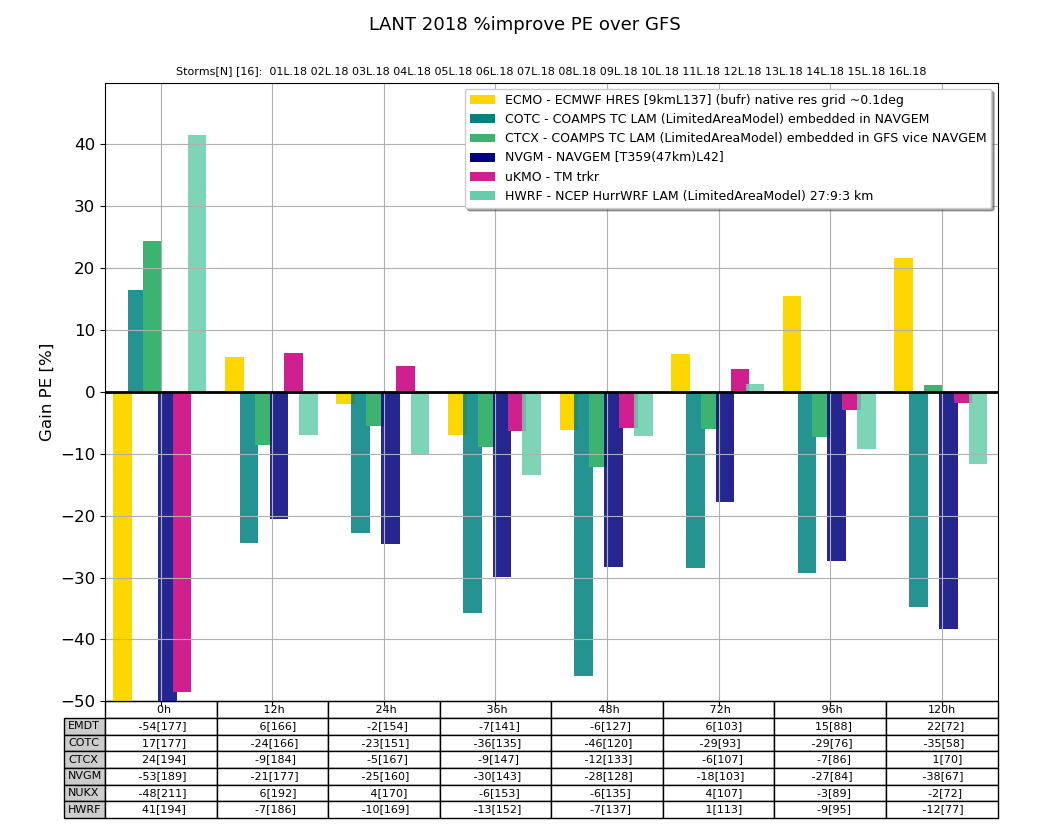 LANT 2018 %improve PE over GFS
Storms[N] [16]: 01L.18 02L.18 03L.18 04L.18 05L.18 06L.18 07L.18 08L.18 09L.18 10L.18 11L.18 12L.18 13L.18 14L.18 15L.18 16L.18
ECMO - ECMWF HRES [9kmL137] (bufr) native res grid ~0.1deg
COTC - COAMPS TC LAM (LimitedAreaModel) embedded in NAVGEM
CTCX - COAMPS TC LAM (LimitedAreaModel) embedded in GFS vice NAVGEM
NVGM - NAVGEM [T359(47km)L42]
uKMO - TM trkr
HWRF - NCEP HurrWRF LAM (LimitedAreaModel) 27:9:3 km
40
30
20
10
0
−10
−20
−30
−40
−50
Gain PE [%]
0h 12h 24h 36h 48h 72h 96h 120h
EMDT -54[177] 6[166] -2[154] -7[141] -6[127] 6[103] 15[88] 22[72]
COTC 17[177] -24[166] -23[151] -36[135] -46[120] -29[93] -29[76] -35[58]
CTCX 24[194] -9[184] -5[167] -9[147] -12[133] -6[107] -7[86] 1[70]
NVGM -53[189] -21[177] -25[160] -30[143] -28[128] -18[103] -27[84] -38[67]
NUKX -48[211] 6[192] 4[170] -6[153] -6[135] 4[107] -3[89] -2[72]
HWRF 41[194] -7[186] -10[169] -13[152] -7[137] 1[113] -9[95] -12[77]